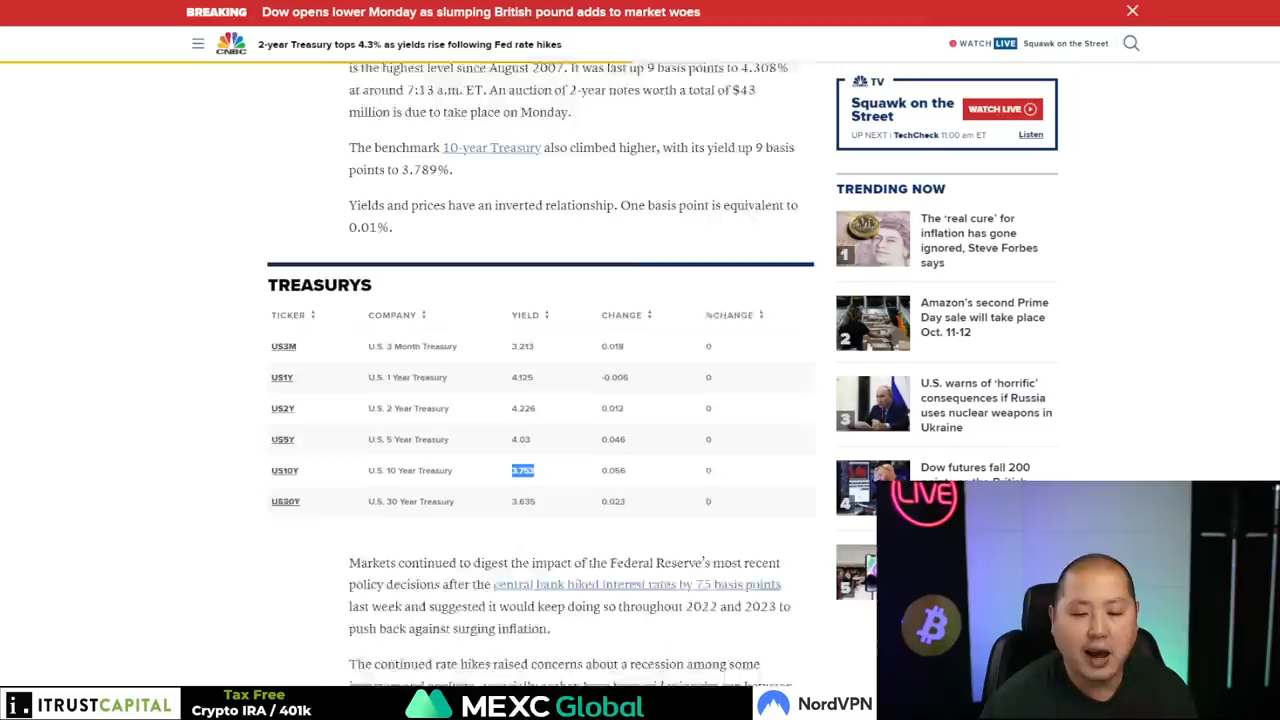 BREAKING Dow opens lower Monday as slumping British pound adds to market woes
CNBC
2-year Treasury tops 4.3% as yields rise following Fed rate hikes
WATCH LIVE Squawk on the Street
is the highest level since August 2007. It was last up 9 basis points to 4.308%
at around 7:13 a.m. ET. An auction of 2-year notes worth a total of $43
million is due to take place on Monday.
The benchmark 10-year Treasury also climbed higher, with its yield up 9 basis
points to 3.789%.
Yields and prices have an inverted relationship. One basis point is equivalent to
0.01%.
TREASURYS
TICKER COMPANY YIELD CHANGE %CHANGE
US3M U.S. 3 Month Treasury 3.213 0.018 0
US1Y U.S. 1 Year Treasury 4.125 -0.006 0
US2Y U.S. 2 Year Treasury 4.226 0.012 0
US5Y U.S. 5 Year Treasury 4.03 0.046 0
US10Y U.S. 10 Year Treasury 3.753 0.056 0
US30Y U.S. 30 Year Treasury 3.635 0.023 0
Markets continued to digest the impact of the Federal Reserve's most recent
policy decisions after the central bank hiked interest rates by 75 basis points
last week and suggested it would keep doing so throughout 2022 and 2023 to
push back against surging inflation.
The continued rate hikes raised concerns about a recession among some
TV
Squawk on the
Street
WATCH LIVE
UP NEXT | TechCheck 11:00 am ET
Listen
TRENDING NOW
1
The 'real cure' for
inflation has gone
ignored, Steve Forbes
says
2
Amazon's second Prime
Day sale will take place
Oct. 11-12
3
U.S. warns of 'horrific'
consequences if Russia
uses nuclear weapons in
Ukraine
4
Dow futures fall 200
5
LIVE
i. ITRUSTCAPITAL
Tax Free
Crypto IRA / 401k
MEXC Global
NordVPN